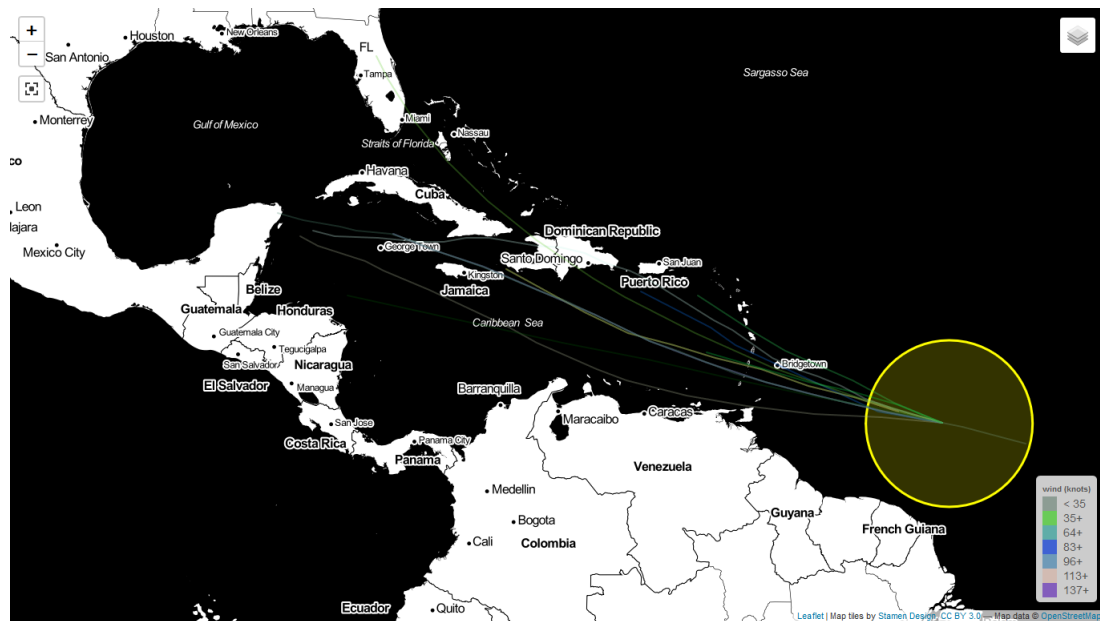 +
−
Houston
New Orleans
San Antonio
FL
Sargasso Sea
Tampa
Monterrey
Miami
Gulf of Mexico
Nassau
Straits of Florida
co
Havana
Cuba
Leon
lajara
Mexico City
Dominican Republic
George Town
Santo Domingo
San Juan
Kingston
Puerto Rico
Jamaica
Belize
Guatemala
Honduras
Caribbean Sea
Guatemala City
Tegucigalpa
San Salvador
Nicaragua
Bridgetown
El Salvador
Managua
Barranquilla
Maracaibo
Caracas
San Jose
Costa Rica
Panama City
Panama
Venezuela
Medellin
Guyana
French Guiana
Bogota
Cali
Colombia
Ecuador
Quito
wind (knots)
< 35
35+
64+
83+
96+
113+
137+
Leaflet | Map tiles by Stamen Design, CC BY 3.0 — Map data © OpenStreetMap